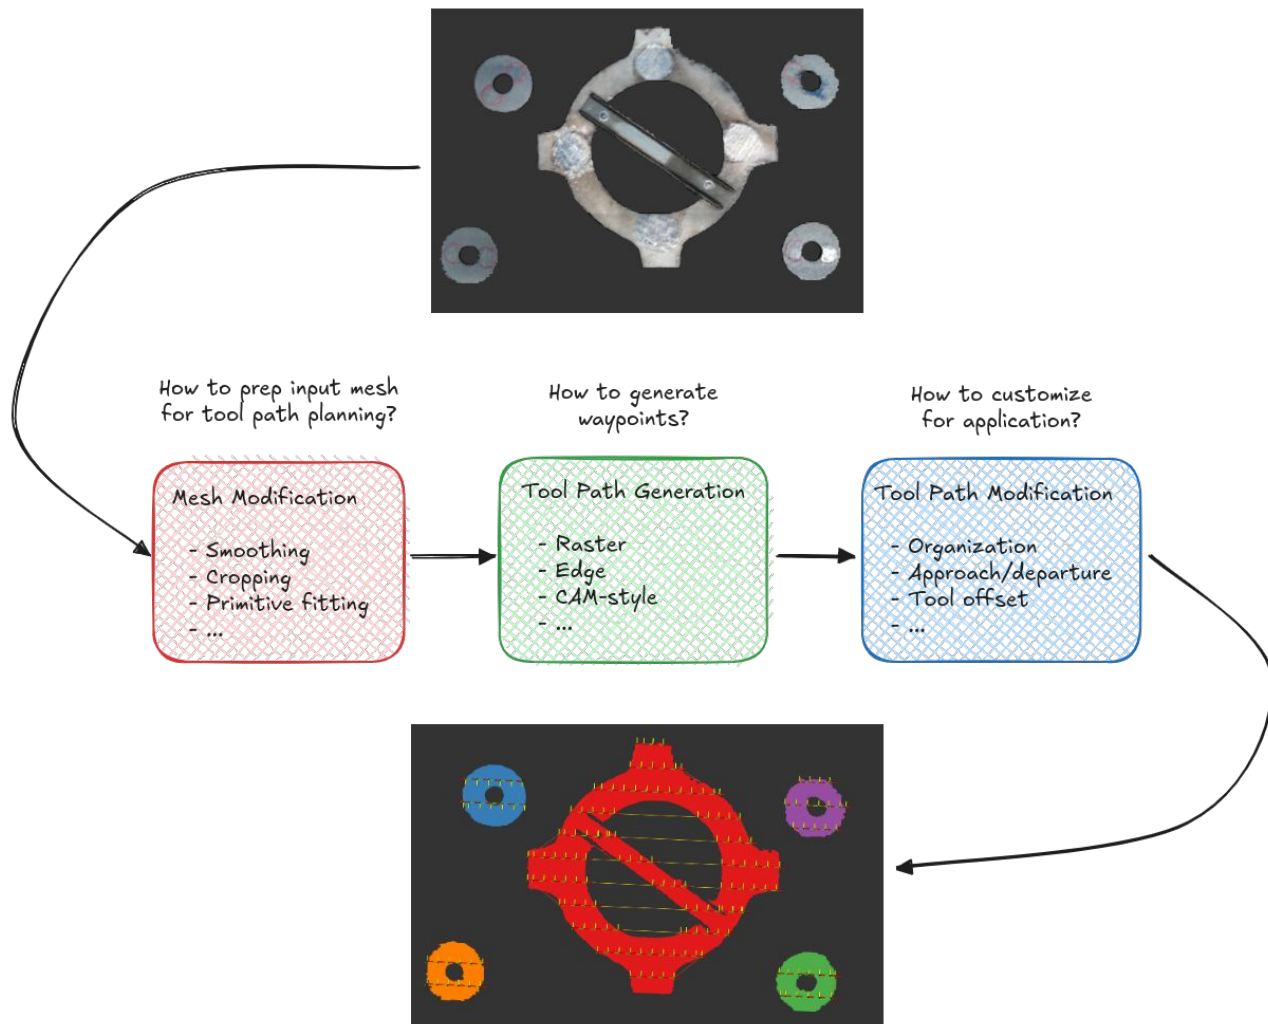 How to prep input mesh
for tool path planning?
Mesh Modification
- Smoothing
- Cropping
- Primitive fitting
- ...
How to generate
waypoints?
Tool Path Generation
- Raster
- Edge
- CAM-style
- ...
How to customize
for application?
Tool Path Modification
- Organization
- Approach/departure
- Tool offset
- ...